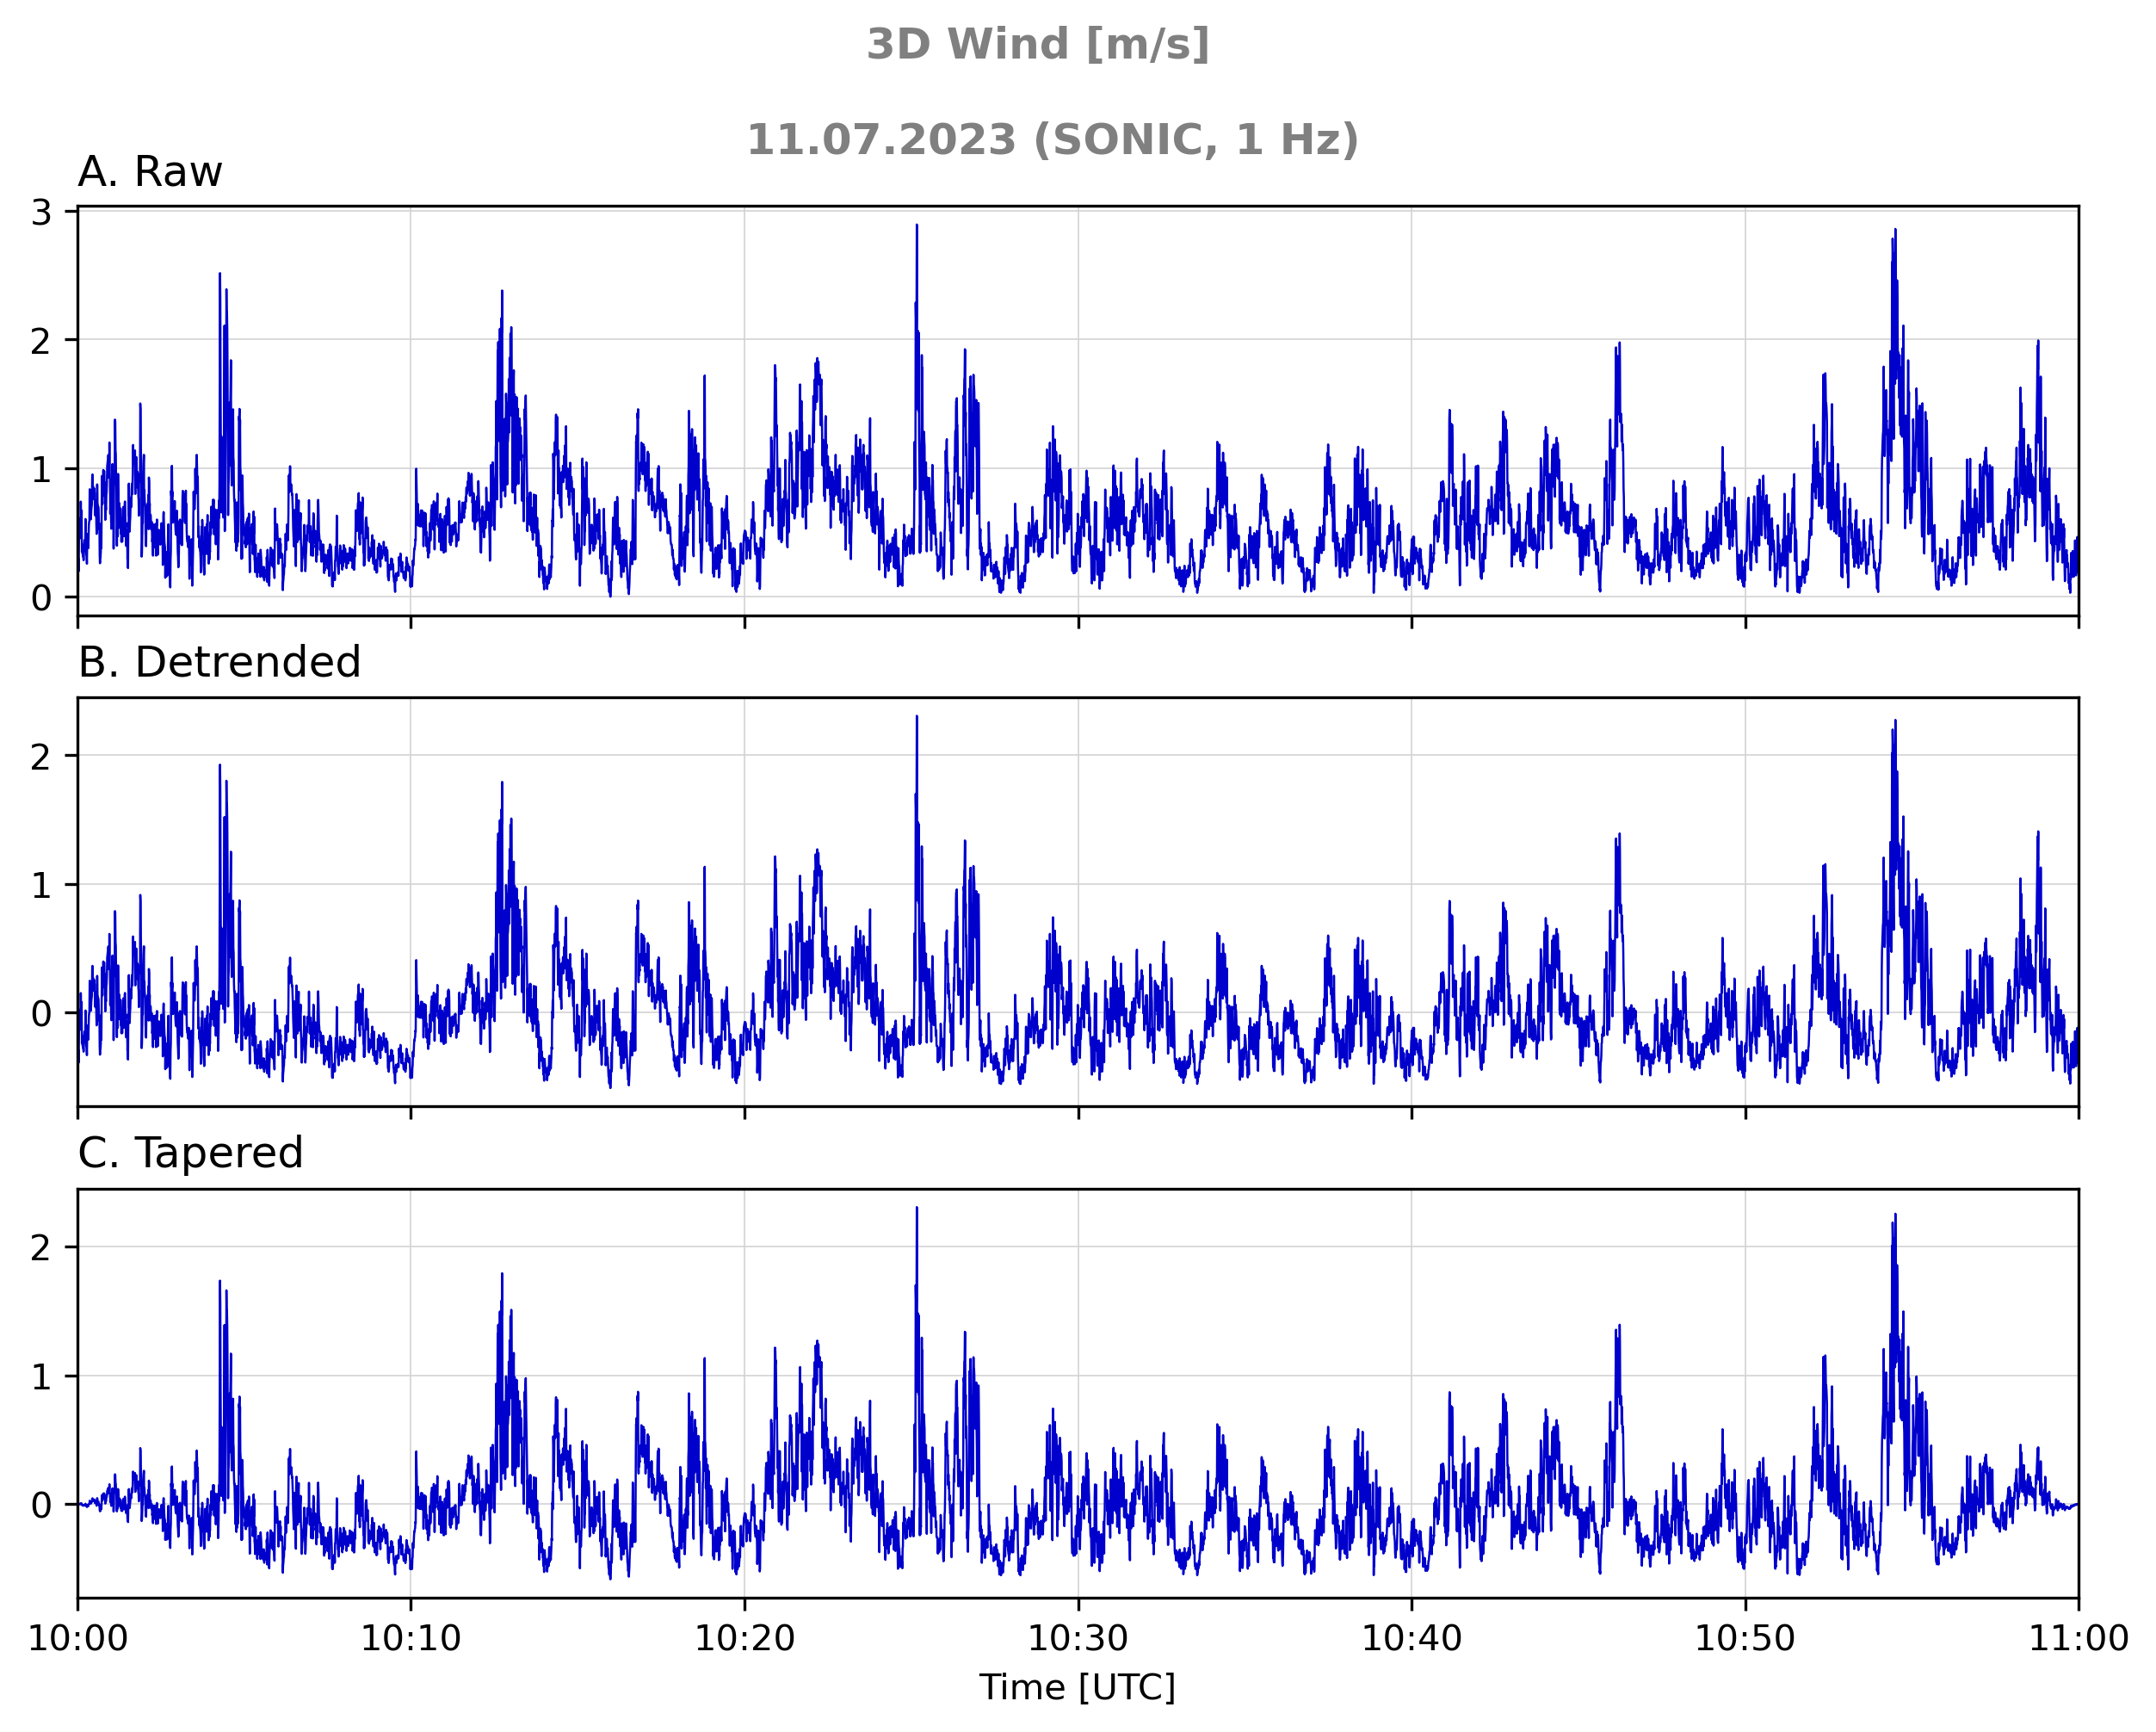 3D Wind [m/s]
11.07.2023 (SONIC, 1 Hz)
A. Raw
3
2
1
0
B. Detrended
2
1
0
C. Tapered
2
1
0
10:00 10:10 10:20 10:30 10:40 10:50 11:00
Time [UTC]